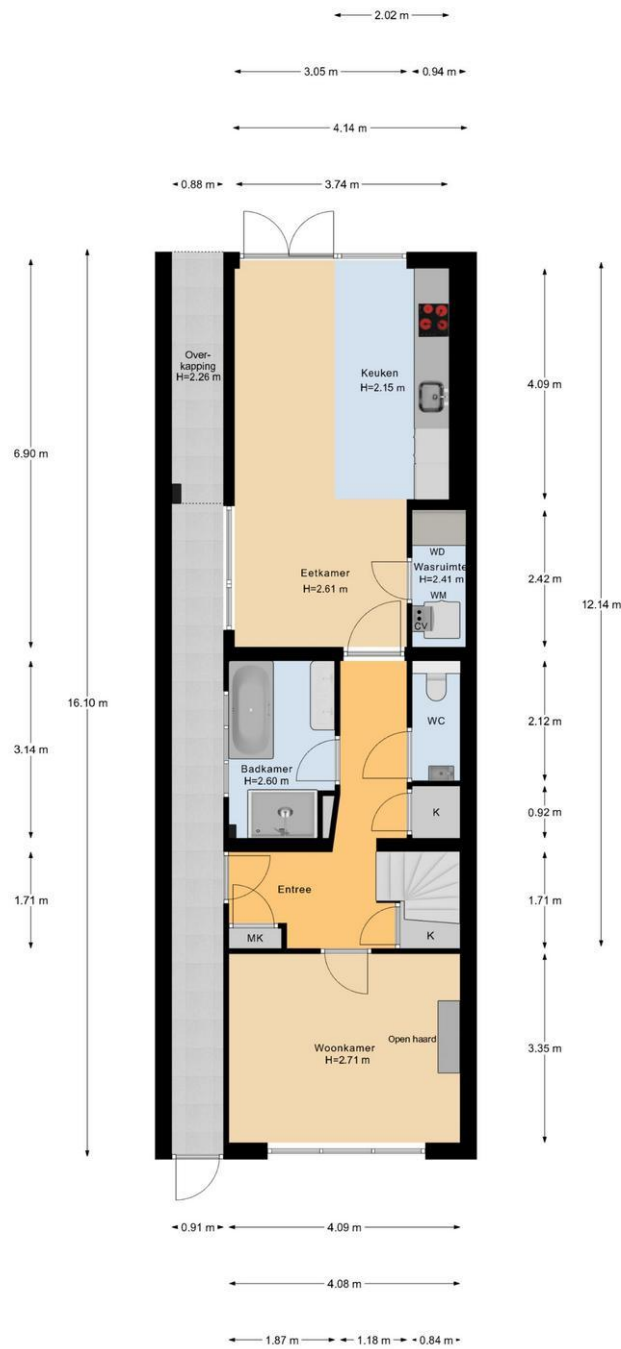 2.02 m
3.05 m
0.94 m
4.14 m
0.88 m
3.74 m
Over-
kapping
H=2.26 m
Keuken
H=2.15 m
4.09 m
6.90 m
Eetkamer
H=2.61 m
WD
Wasruimte
H=2.41 m
WM
CV
2.42 m
12.14 m
16.10 m
3.14 m
Badkamer
H=2.60 m
WC
2.12 m
K
0.92 m
1.71 m
Entree
MK
K
1.71 m
Woonkamer
H=2.71 m
Open haard
3.35 m
0.91 m
4.09 m
4.08 m
1.87 m
1.18 m
0.84 m